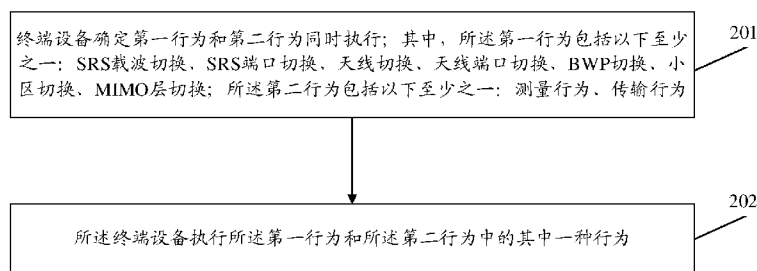 终端设备确定第一行为和第二行为同时执行；其中，所述第一行为包括以下至少
之一：SRS载波切换、SRS端口切换、天线切换、天线端口切换、BWP切换、小
区切换、MIMO层切换；所述第二行为包括以下至少之一：测量行为、传输行为
201
所述终端设备执行所述第一行为和所述第二行为中的其中一种行为
202